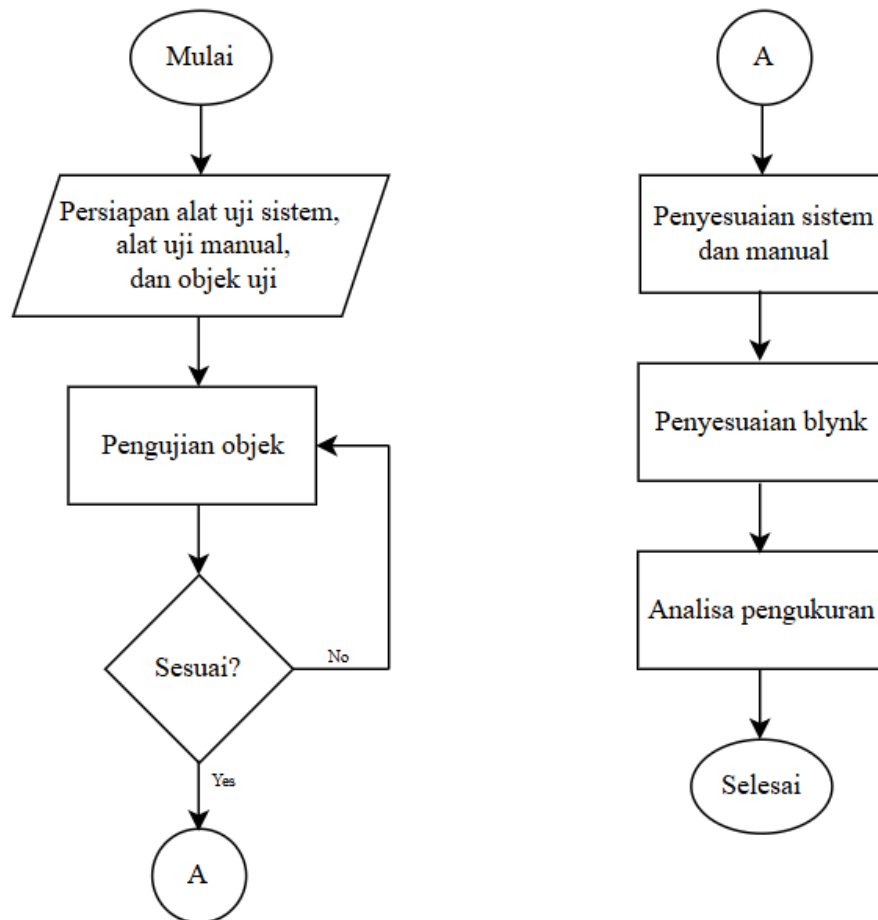 Mulai
Persiapan alat uji sistem,
alat uji manual,
dan objek uji
Pengujian objek
Sesuai?
No
Yes
A
A
Penyesuaian sistem
dan manual
Penyesuaian blynk
Analisa pengukuran
Selesai